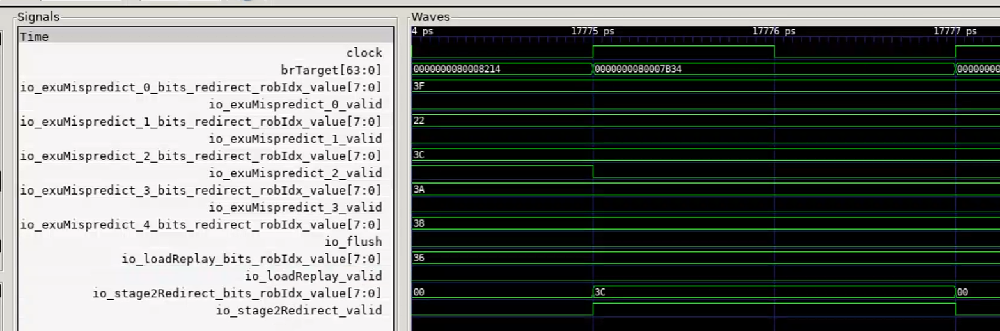 Signals Waves
Time 4 ps 17775 ps 17776 ps 17777 ps
clock
brTarget[63:0] 0000000080008214 0000000080007B34 00000000
io_exuMispredict_0_bits_redirect_robIdx_value[7:0] 3F
io_exuMispredict_0_valid
io_exuMispredict_1_bits_redirect_robIdx_value[7:0] 22
io_exuMispredict_1_valid
io_exuMispredict_2_bits_redirect_robIdx_value[7:0] 3C
io_exuMispredict_2_valid
io_exuMispredict_3_bits_redirect_robIdx_value[7:0] 3A
io_exuMispredict_3_valid
io_exuMispredict_4_bits_redirect_robIdx_value[7:0] 38
io_flush
io_loadReplay_bits_robIdx_value[7:0] 36
io_loadReplay_valid
io_stage2Redirect_bits_robIdx_value[7:0] 00 3C 00
io_stage2Redirect_valid